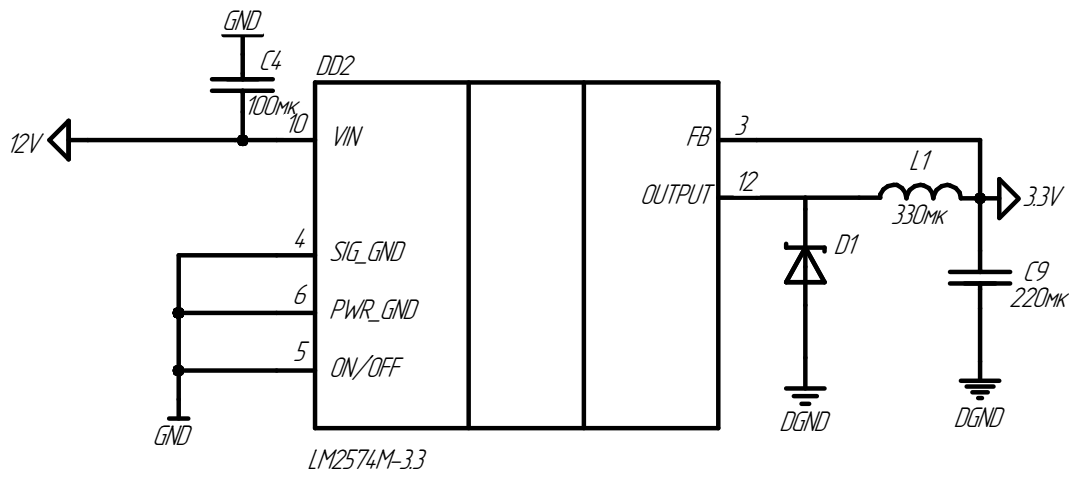 GND
C4
100мк
DD2
12V
10
VIN
FB
3
L1
330мк
OUTPUT
12
3.3V
4
SIG_GND
D1
C9
220мк
6
PWR_GND
5
ON/OFF
GND
DGND
DGND
LM2574M-3.3